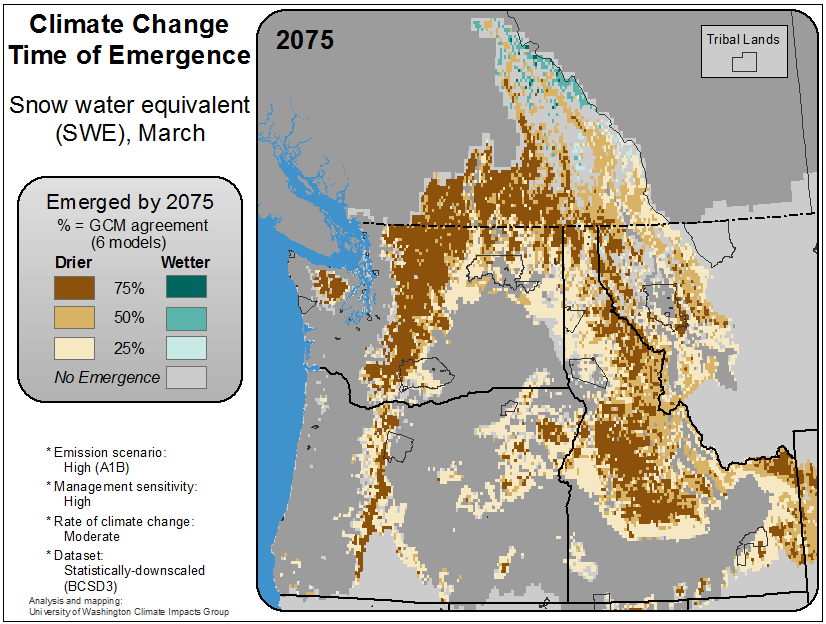 Climate Change
Time of Emergence
Snow water equivalent
(SWE), March
Emerged by 2075
% = GCM agreement
(6 models)
Drier Wetter
75%
50%
25%
No Emergence
* Emission scenario:
High (A1B)
* Management sensitivity:
High
* Rate of climate change:
Moderate
* Dataset:
Statistically-downscaled
(BCSD3)
Analysis and mapping:
University of Washington Climate Impacts Group
2075
Tribal Lands